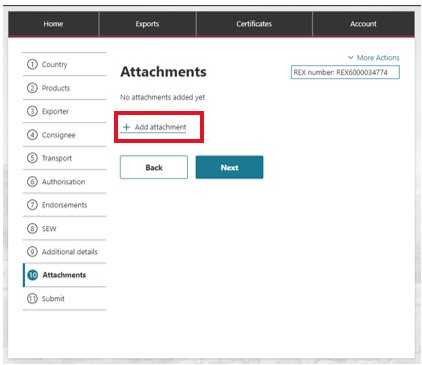 Home Exports Certificates Account
More Actions
REX number: REX6000034774
1 Country
2 Products
3 Exporter
4 Consignee
5 Transport
6 Authorisation
7 Endorsements
8 SEW
9 Additional details
10 Attachments
11 Submit
Attachments
No attachments added yet
+ Add attachment
Back Next